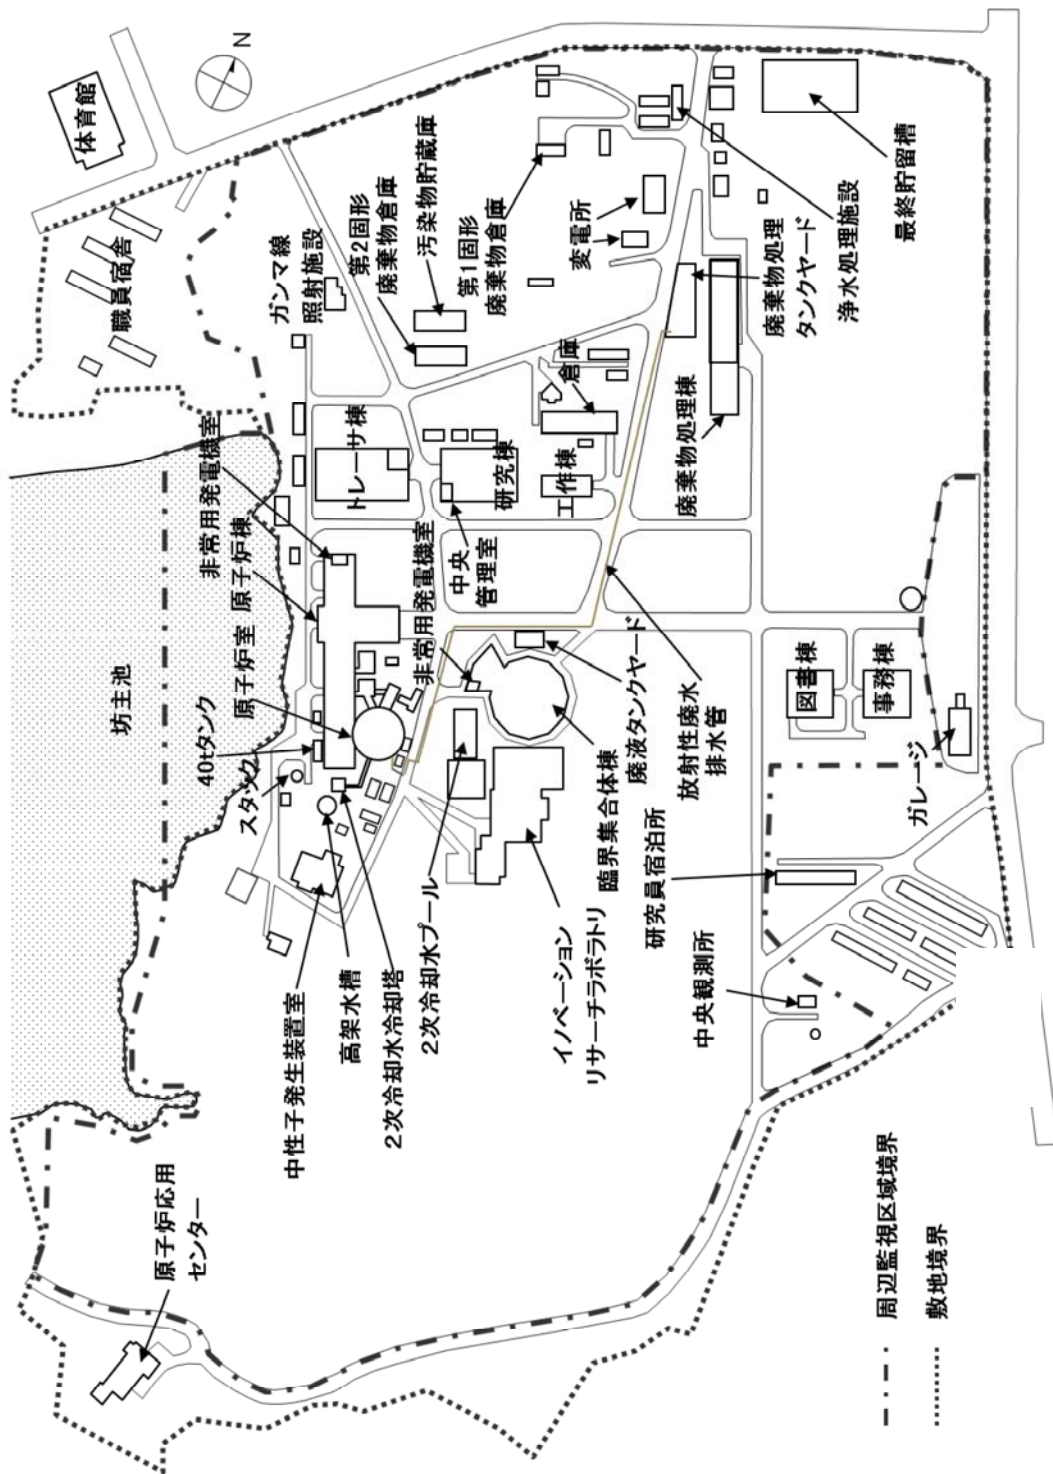 体育館
N
職員宿舎
ガンマ線
照射施設
第2固形
廃棄物倉庫
汚染物貯蔵庫
第1固形
廃棄物倉庫
変電所
廃棄物処理
タンクヤード
浄水処理施設
最終貯留槽
非常用発電機室
トレーサ棟
研究棟
倉庫
工作棟
廃棄物処理棟
坊主池
原子炉棟
原子炉室
40tタンク
スタック
中央
管理室
非常用発電機室
廃液タンクヤード
放射性廃水
排水管
図書棟
事務棟
ガレージ
臨界集合体棟
研究員宿泊所
中央観測所
イノベーション
リサーチラボラトリ
2次冷却水プール
2次冷却水冷却塔
高架水槽
中性子発生装置室
原子炉応用
センター
周辺監視区域境界
敷地境界